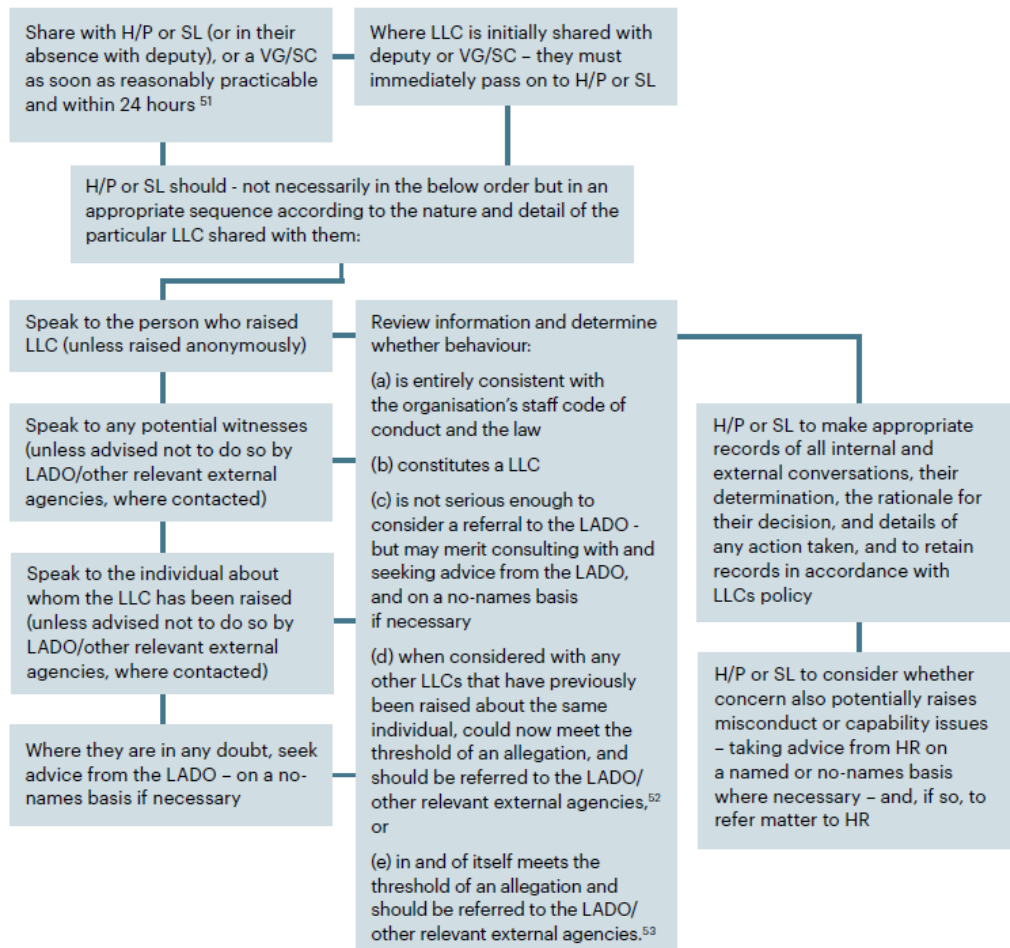 Share with H/P or SL (or in their
absence with deputy), or a VG/SC
as soon as reasonably practicable
and within 24 hours 51
Where LLC is initially shared with
deputy or VG/SC – they must
immediately pass on to H/P or SL
H/P or SL should - not necessarily in the below order but in an
appropriate sequence according to the nature and detail of the
particular LLC shared with them:
Speak to the person who raised
LLC (unless raised anonymously)
Speak to any potential witnesses
(unless advised not to do so by
LADO/other relevant external
agencies, where contacted)
Speak to the individual about
whom the LLC has been raised
(unless advised not to do so by
LADO/other relevant external
agencies, where contacted)
Where they are in any doubt, seek
advice from the LADO – on a no-
names basis if necessary
Review information and determine
whether behaviour:
(a) is entirely consistent with
the organisation's staff code of
conduct and the law
(b) constitutes a LLC
(c) is not serious enough to
consider a referral to the LADO -
but may merit consulting with and
seeking advice from the LADO,
and on a no-names basis
if necessary
(d) when considered with any
other LLCs that have previously
been raised about the same
individual, could now meet the
threshold of an allegation, and
should be referred to the LADO/
other relevant external agencies,52
or
(e) in and of itself meets the
threshold of an allegation and
should be referred to the LADO/
other relevant external agencies.53
H/P or SL to make appropriate
records of all internal and
external conversations, their
determination, the rationale for
their decision, and details of
any action taken, and to retain
records in accordance with
LLCs policy
H/P or SL to consider whether
concern also potentially raises
misconduct or capability issues
– taking advice from HR on
a named or no-names basis
where necessary – and, if so, to
refer matter to HR